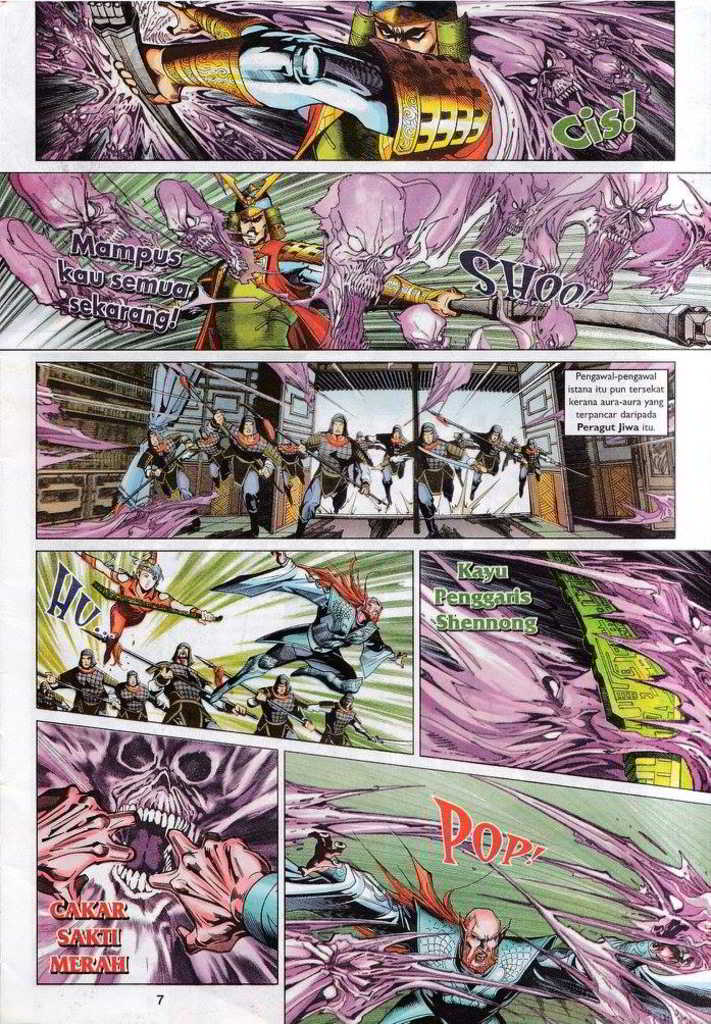 Cis!
Mampus
kau semua
sekarang!
SHOO..
Pengawal-pengawal
istana itu pun tersekat
kerana aura-aura yang
terpancar daripada
Peragut Jiwa itu.
HU...
Kayu
Penggaris
Shennong
CAKAR
SAKTI
MERAH
POP!
7